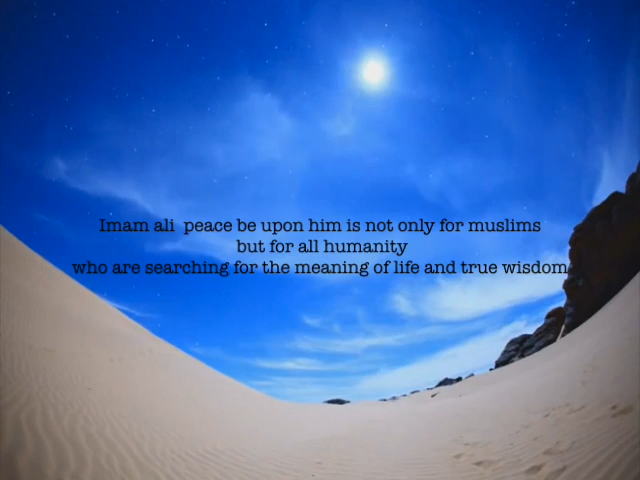 Imam ali  peace be upon him is not only for muslims
but for all humanity
who are searching for the meaning of life and true wisdom